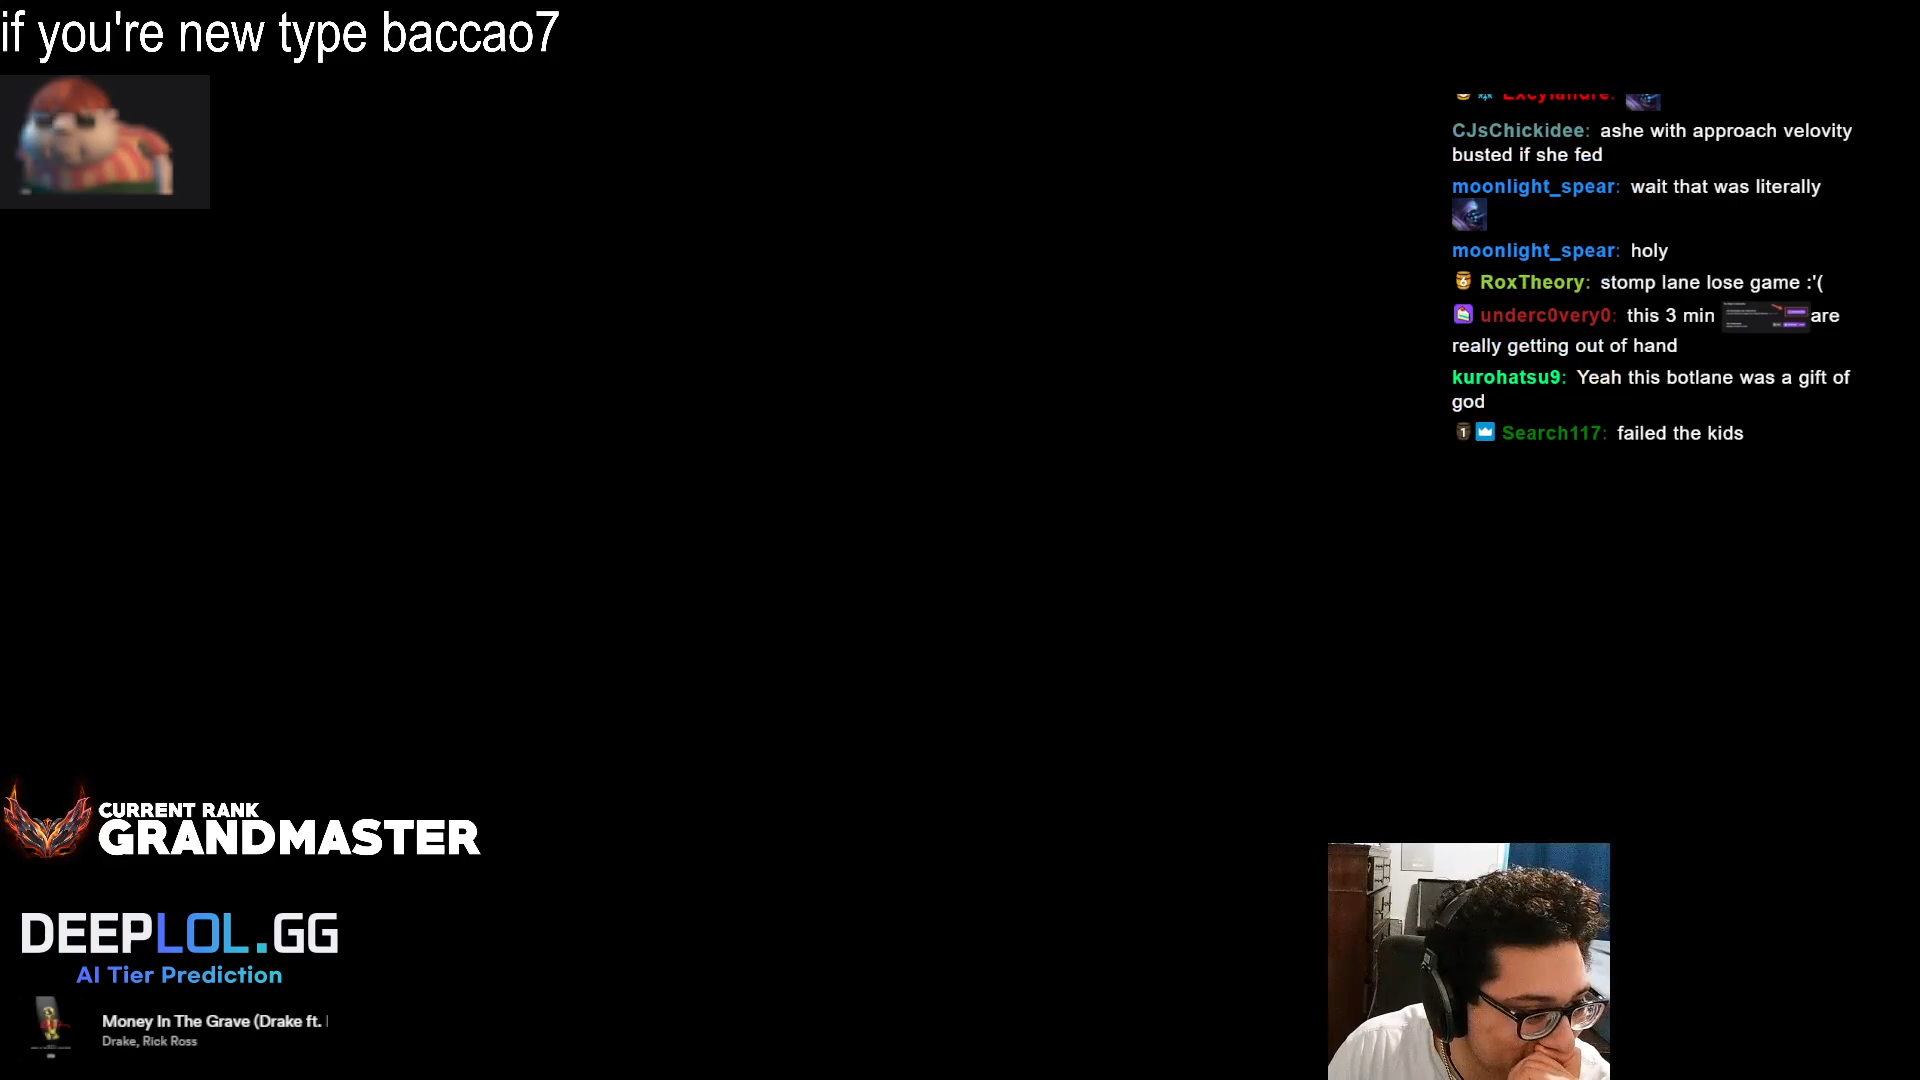 if you're new type baccao7
Excylandre:
CJsChickidee: ashe with approach velovity
busted if she fed
moonlight_spear: wait that was literally
moonlight_spear: holy
6 RoxTheory: stomp lane lose game :'(
underc0very0: this 3 min are
really getting out of hand
kurohatsu9: Yeah this botlane was a gift of
god
1 Search117: failed the kids
CURRENT RANK
GRANDMASTER
DEEPLOL.GG
AI Tier Prediction
Money In The Grave (Drake ft.
Drake, Rick Ross